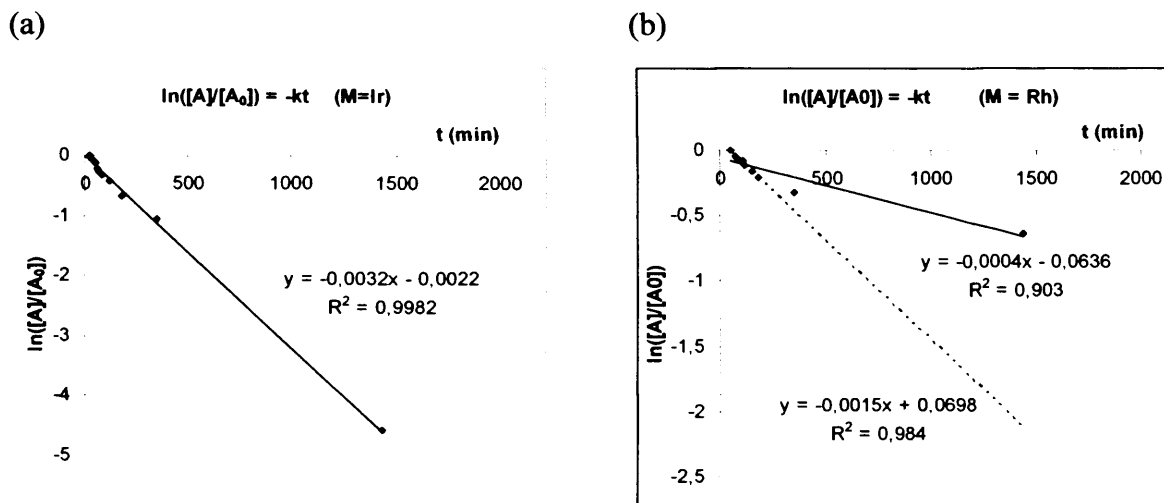 (a)
ln([A]/[A₀]) = -kt (M=Ir)
t (min)
0
0 500 1000 1500 2000
-1
-2
-3
-4
-5
ln([A]/[A₀])
y = -0,0032x - 0,0022
R² = 0,9982
(b)
ln([A]/[A0]) = -kt (M = Rh)
t (min)
0
0 500 1000 1500 2000
-0,5
-1
-1,5
-2
-2,5
ln([A]/[A0])
y = -0,0004x - 0,0636
R² = 0,903
y = -0,0015x + 0,0698
R² = 0,984